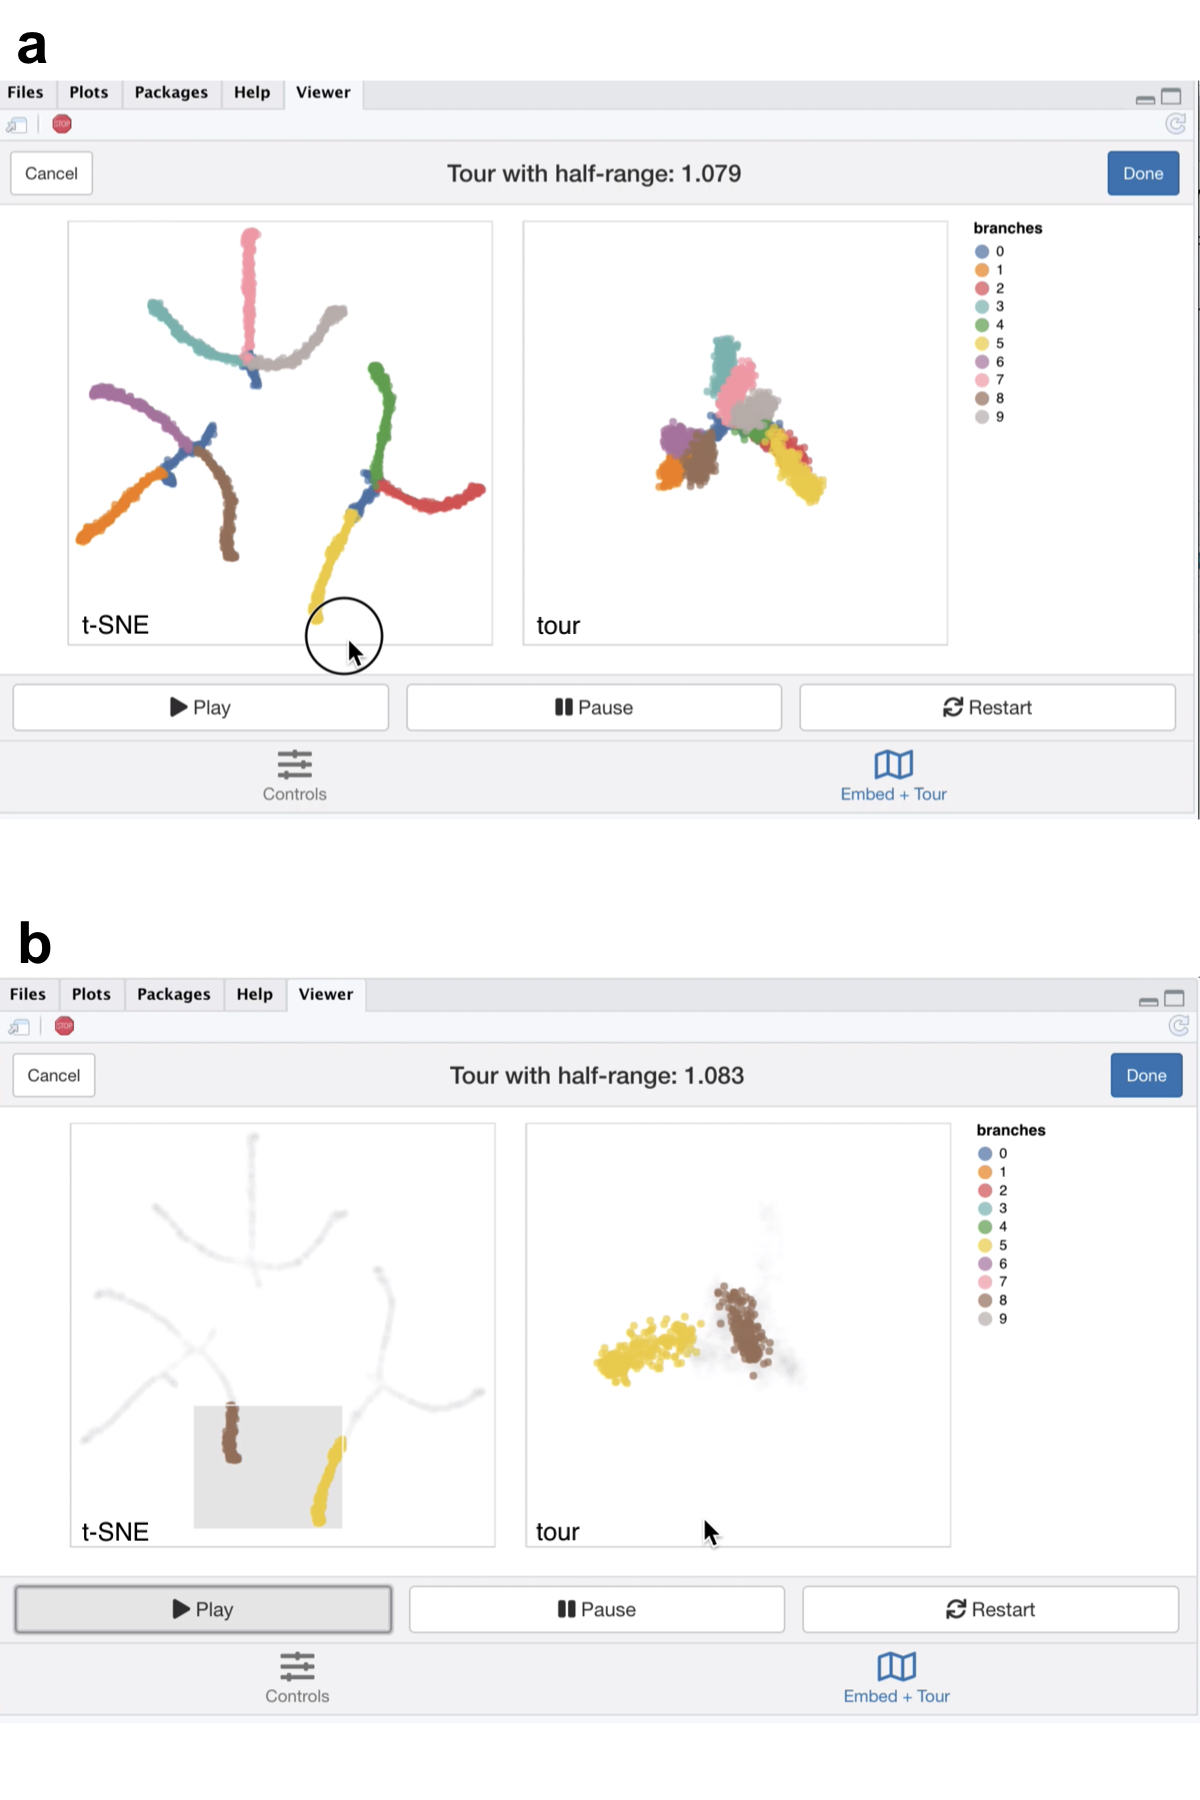 a
Files Plots Packages Help Viewer
STOP
Cancel Tour with half-range: 1.079 Done
branches
0
1
2
3
4
5
6
7
8
9
t-SNE tour
Play Pause Restart
Controls Embed + Tour
b
Files Plots Packages Help Viewer
STOP
Cancel Tour with half-range: 1.083 Done
branches
0
1
2
3
4
5
6
7
8
9
t-SNE tour
Play Pause Restart
Controls Embed + Tour